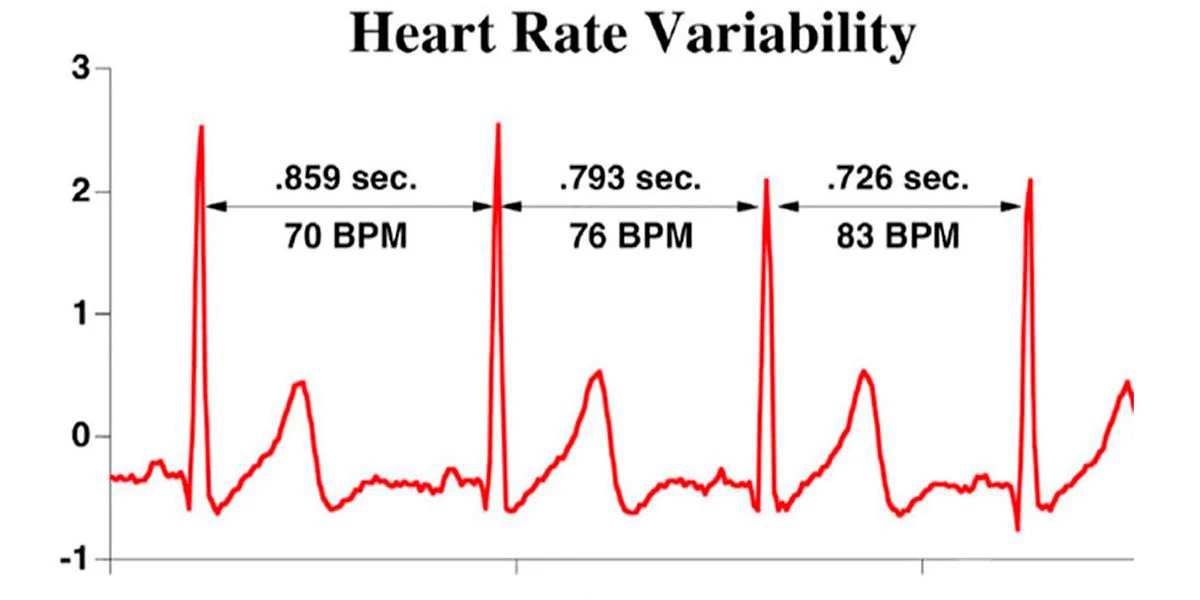 Heart Rate Variability
3
.859 sec.
.793 sec.
.726 sec.
2
70 BPM
76 BPM
83 BPM
1
0
-1